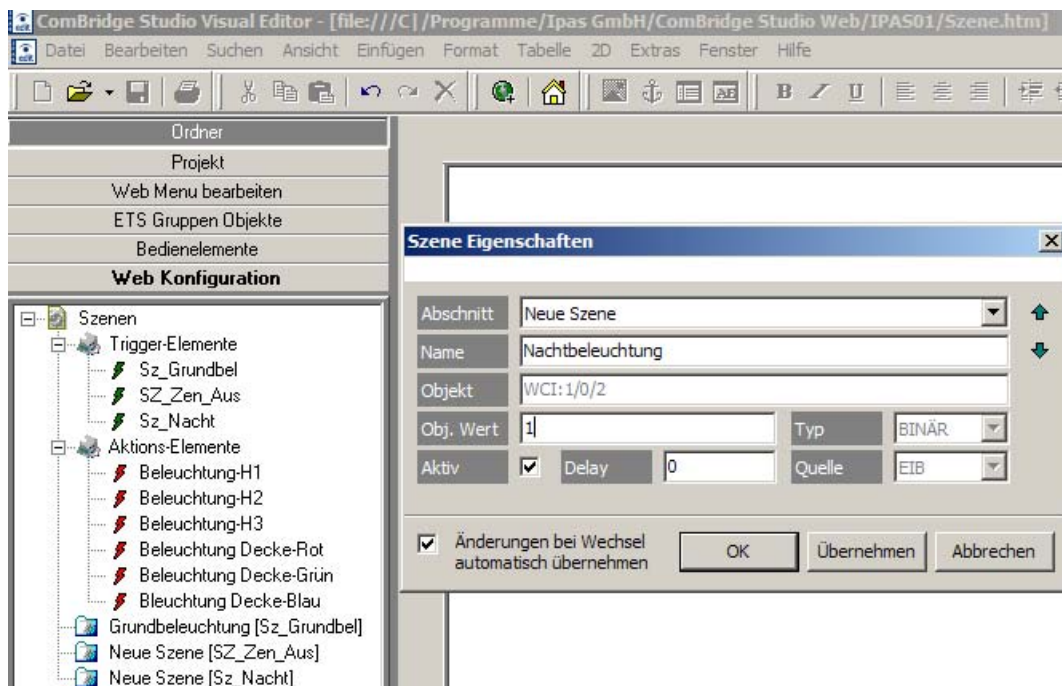 ComBridge Studio Visual Editor - [file:///C|/Programme/Ipas GmbH/ComBridge Studio Web/IPAS01/Szene.htm]
Datei Bearbeiten Suchen Ansicht Einfügen Format Tabelle 2D Extras Fenster Hilfe
B I U
Ordner
Projekt
Web Menu bearbeiten
ETS Gruppen Objekte
Bedienelemente
Web Konfiguration
Szenen
Trigger-Elemente
Sz_Grundbel
SZ_Zen_Aus
Sz_Nacht
Aktions-Elemente
Beleuchtung-H1
Beleuchtung-H2
Beleuchtung-H3
Beleuchtung Decke-Rot
Beleuchtung Decke-Grün
Bleuchtung Decke-Blau
Grundbeleuchtung [Sz_Grundbel]
Neue Szene [SZ_Zen_Aus]
Neue Szene [Sz_Nacht]
Szene Eigenschaften
Abschnitt Neue Szene
Name Nachtbeleuchtung
Objekt WCI:1/0/2
Obj. Wert 1 Typ BINÄR
Aktiv Delay 0 Quelle EIB
Änderungen bei Wechsel
automatisch übernehmen
OK Übernehmen Abbrechen